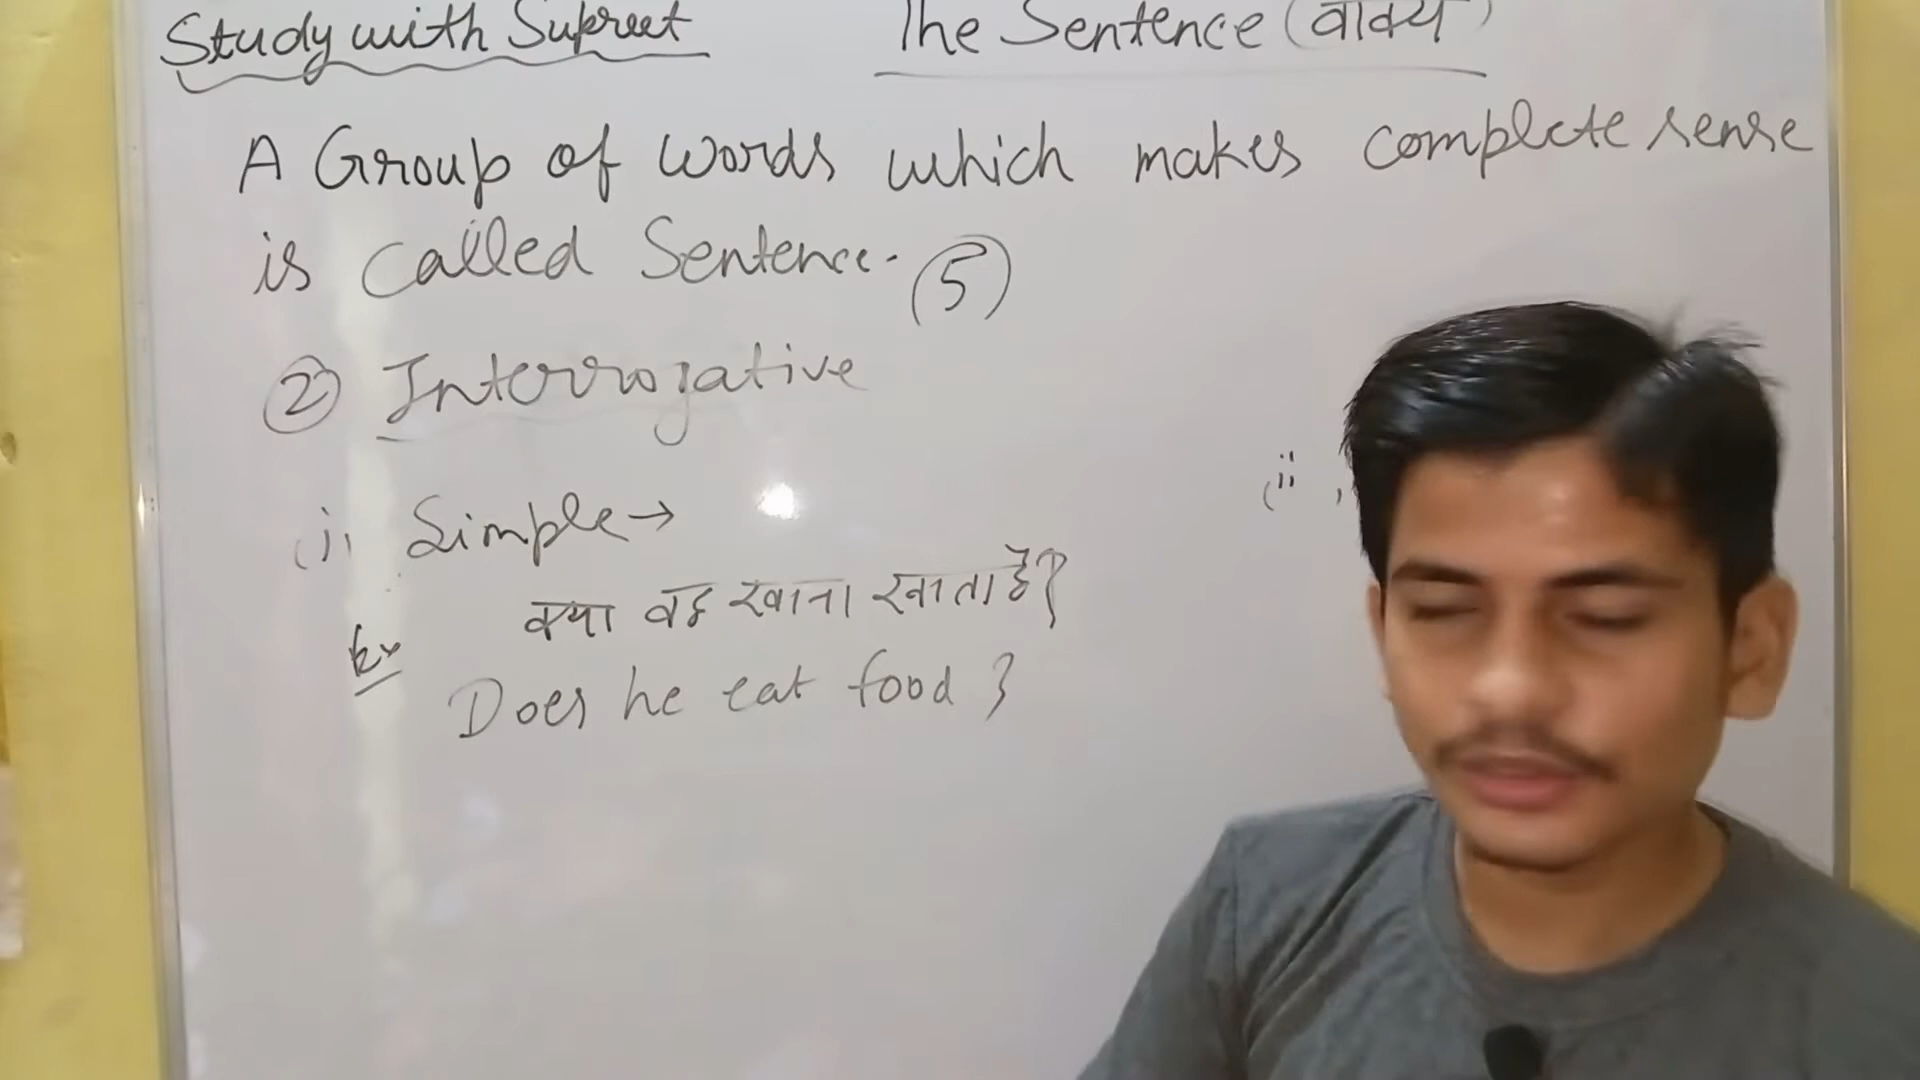 Study with Supreet
The Sentence (वाक्य)
A Group of words which makes complete sense
is called Sentence. (5)
② Interrogative
(i) Simple →
(ii
क्या वह खाना खाता है?
Ex
Does he eat food?